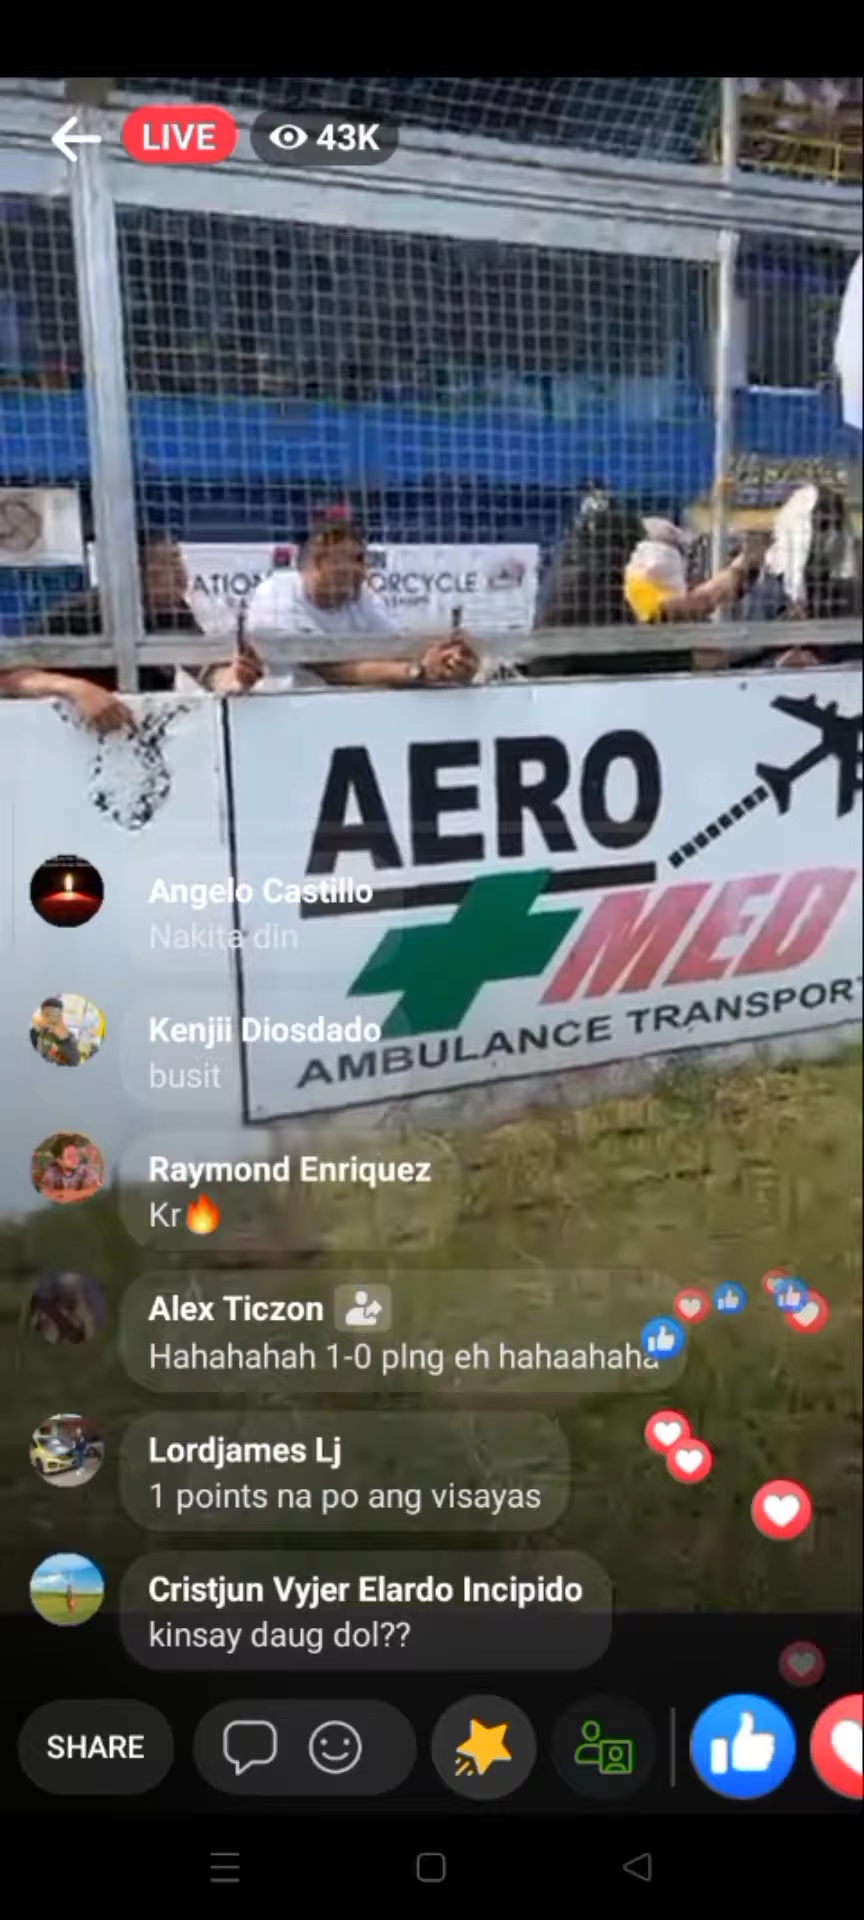 LIVE
43K
ATION
ORCYCLE
AERO
MED
AMBULANCE TRANSPORT
Angelo Castillo
Nakita din
Kenjii Diosdado
busit
Raymond Enriquez
Kr🔥
Alex Ticzon
Hahahahah 1-0 plng eh hahaahaha
Lordjames Lj
1 points na po ang visayas
Cristjun Vyjer Elardo Incipido
kinsay daug dol??
SHARE